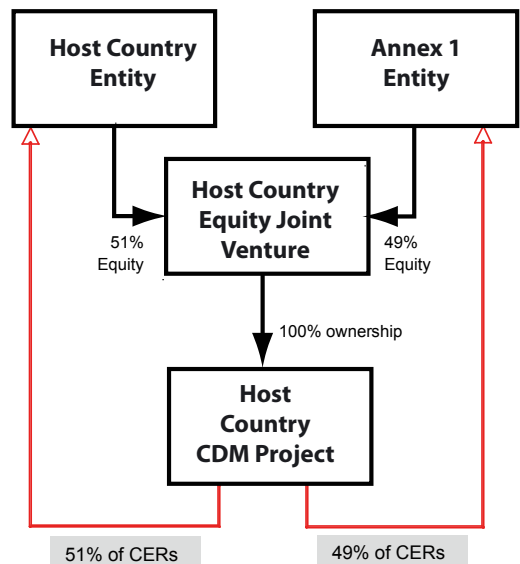 Host Country
Entity
Annex 1
Entity
Host Country
Equity Joint
Venture
51%
Equity
49%
Equity
100% ownership
Host
Country
CDM Project
51% of CERs
49% of CERs